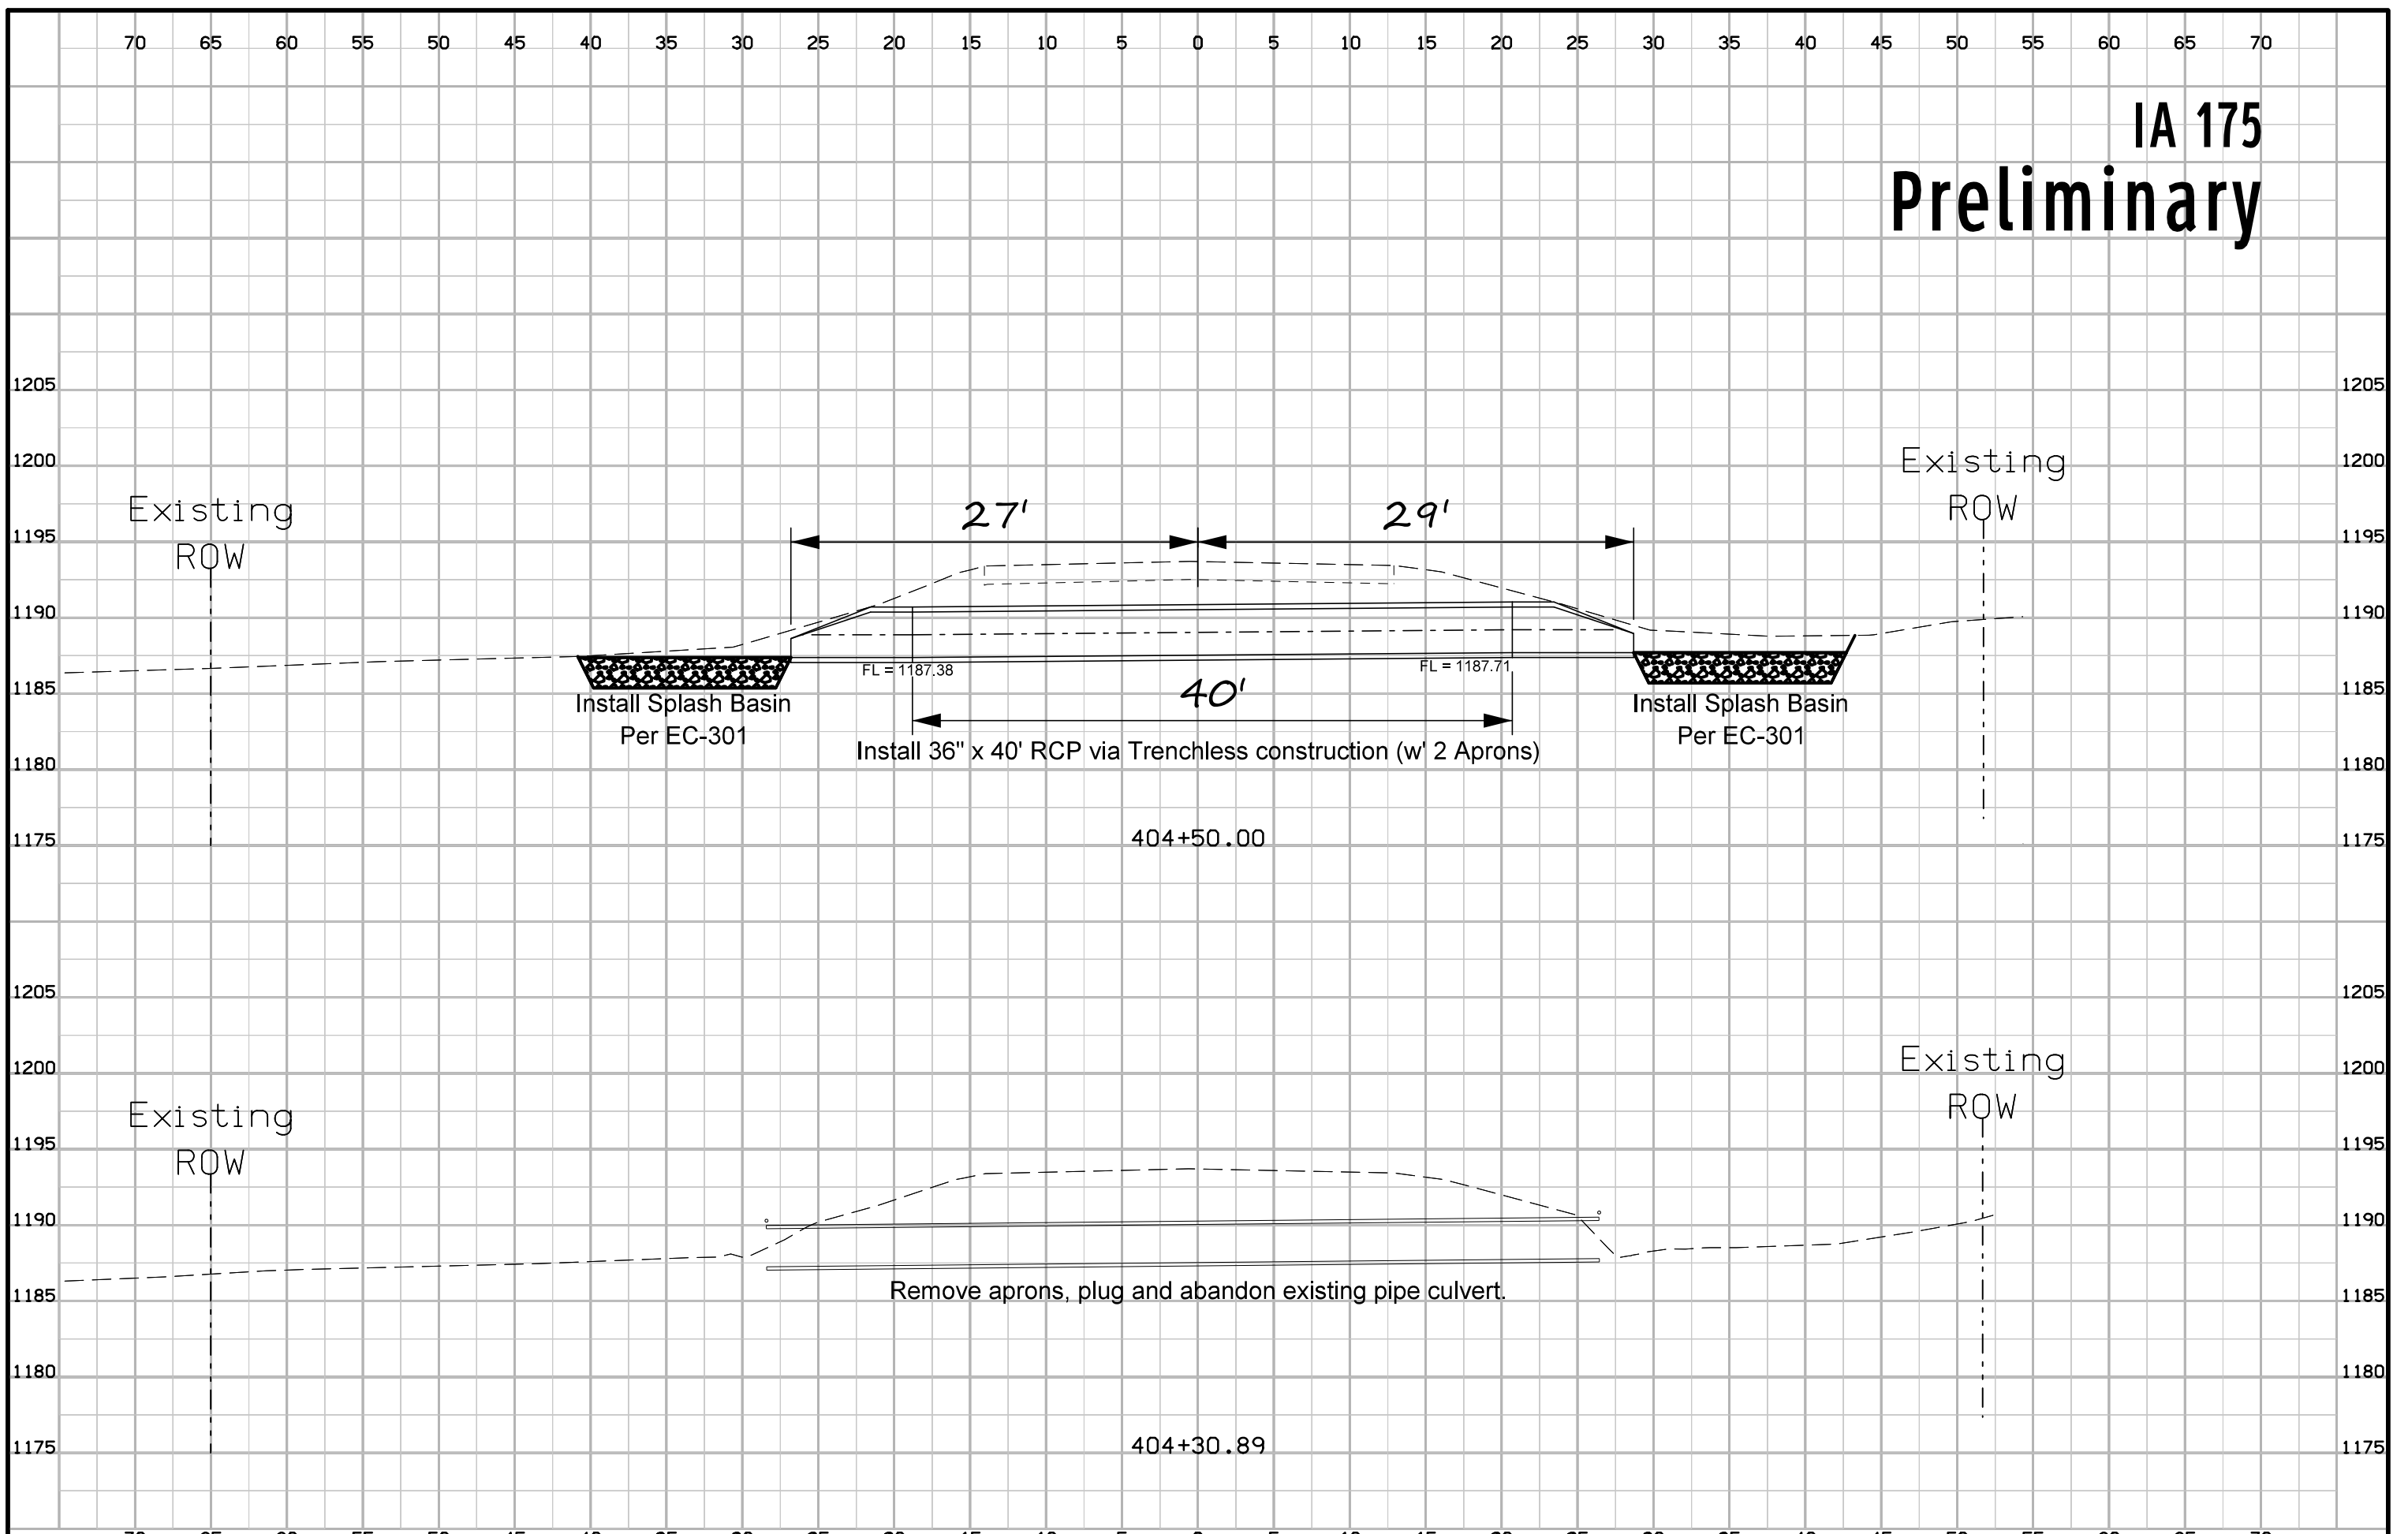 70 65 60 55 50 45 40 35 30 25 20 15 10 5 0 5 10 15 20 25 30 35 40 45 50 55 60 65 70
IA 175
Preliminary
1205 1205
1200 Existing 1200
Existing 27' 29' ROW
1195 1195
ROW
1190 1190
FL = 1187.38 FL = 1187.71
1185 1185
40'
Install Splash Basin Install Splash Basin
Per EC-301 Per EC-301
Install 36" x 40' RCP via Trenchless construction (w' 2 Aprons)
1180 1180
1175 404+50.00 1175
1205 1205
1200 Existing 1200
Existing ROW
1195 1195
ROW
1190 1190
Remove aprons, plug and abandon existing pipe culvert.
1185 1185
1180 1180
1175 404+30.89 1175